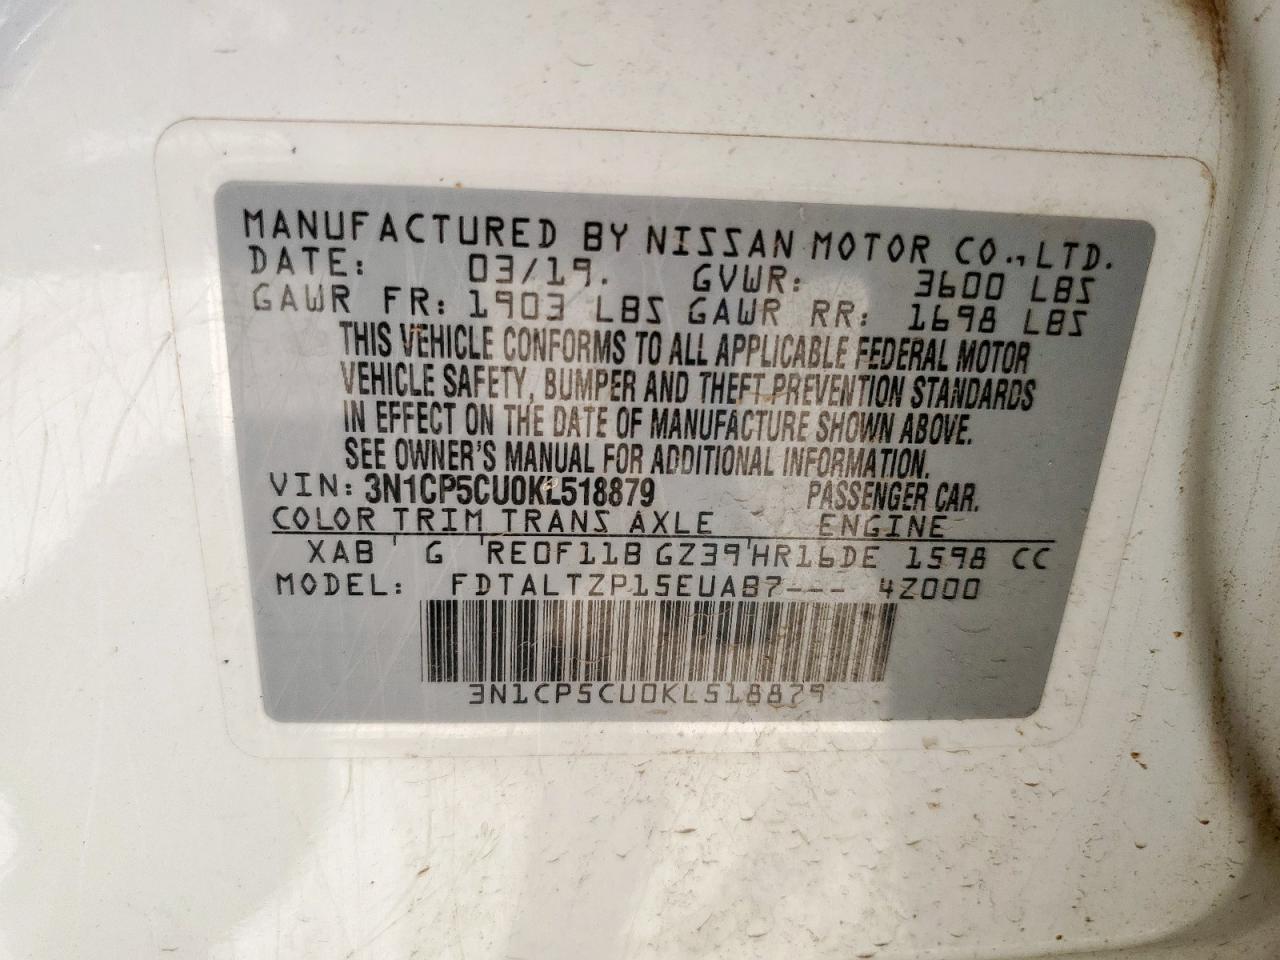 MANUFACTURED BY NISSAN MOTOR CO., LTD.
DATE: 03/19. GVWR: 3600 LBS
GAWR FR: 1903 LBS GAWR RR: 1698 LBS
THIS VEHICLE CONFORMS TO ALL APPLICABLE FEDERAL MOTOR
VEHICLE SAFETY, BUMPER AND THEFT PREVENTION STANDARDS
IN EFFECT ON THE DATE OF MANUFACTURE SHOWN ABOVE.
SEE OWNER'S MANUAL FOR ADDITIONAL INFORMATION.
VIN: 3N1CP5CU0KL518879 PASSENGER CAR.
COLOR TRIM TRANS AXLE ENGINE
XAB ' G 'RE0F11B GZ39'HR16DE 1598 CC
MODEL: FDTALTZP15EUAB7--- 4Z000
3N1CP5CU0KL518879